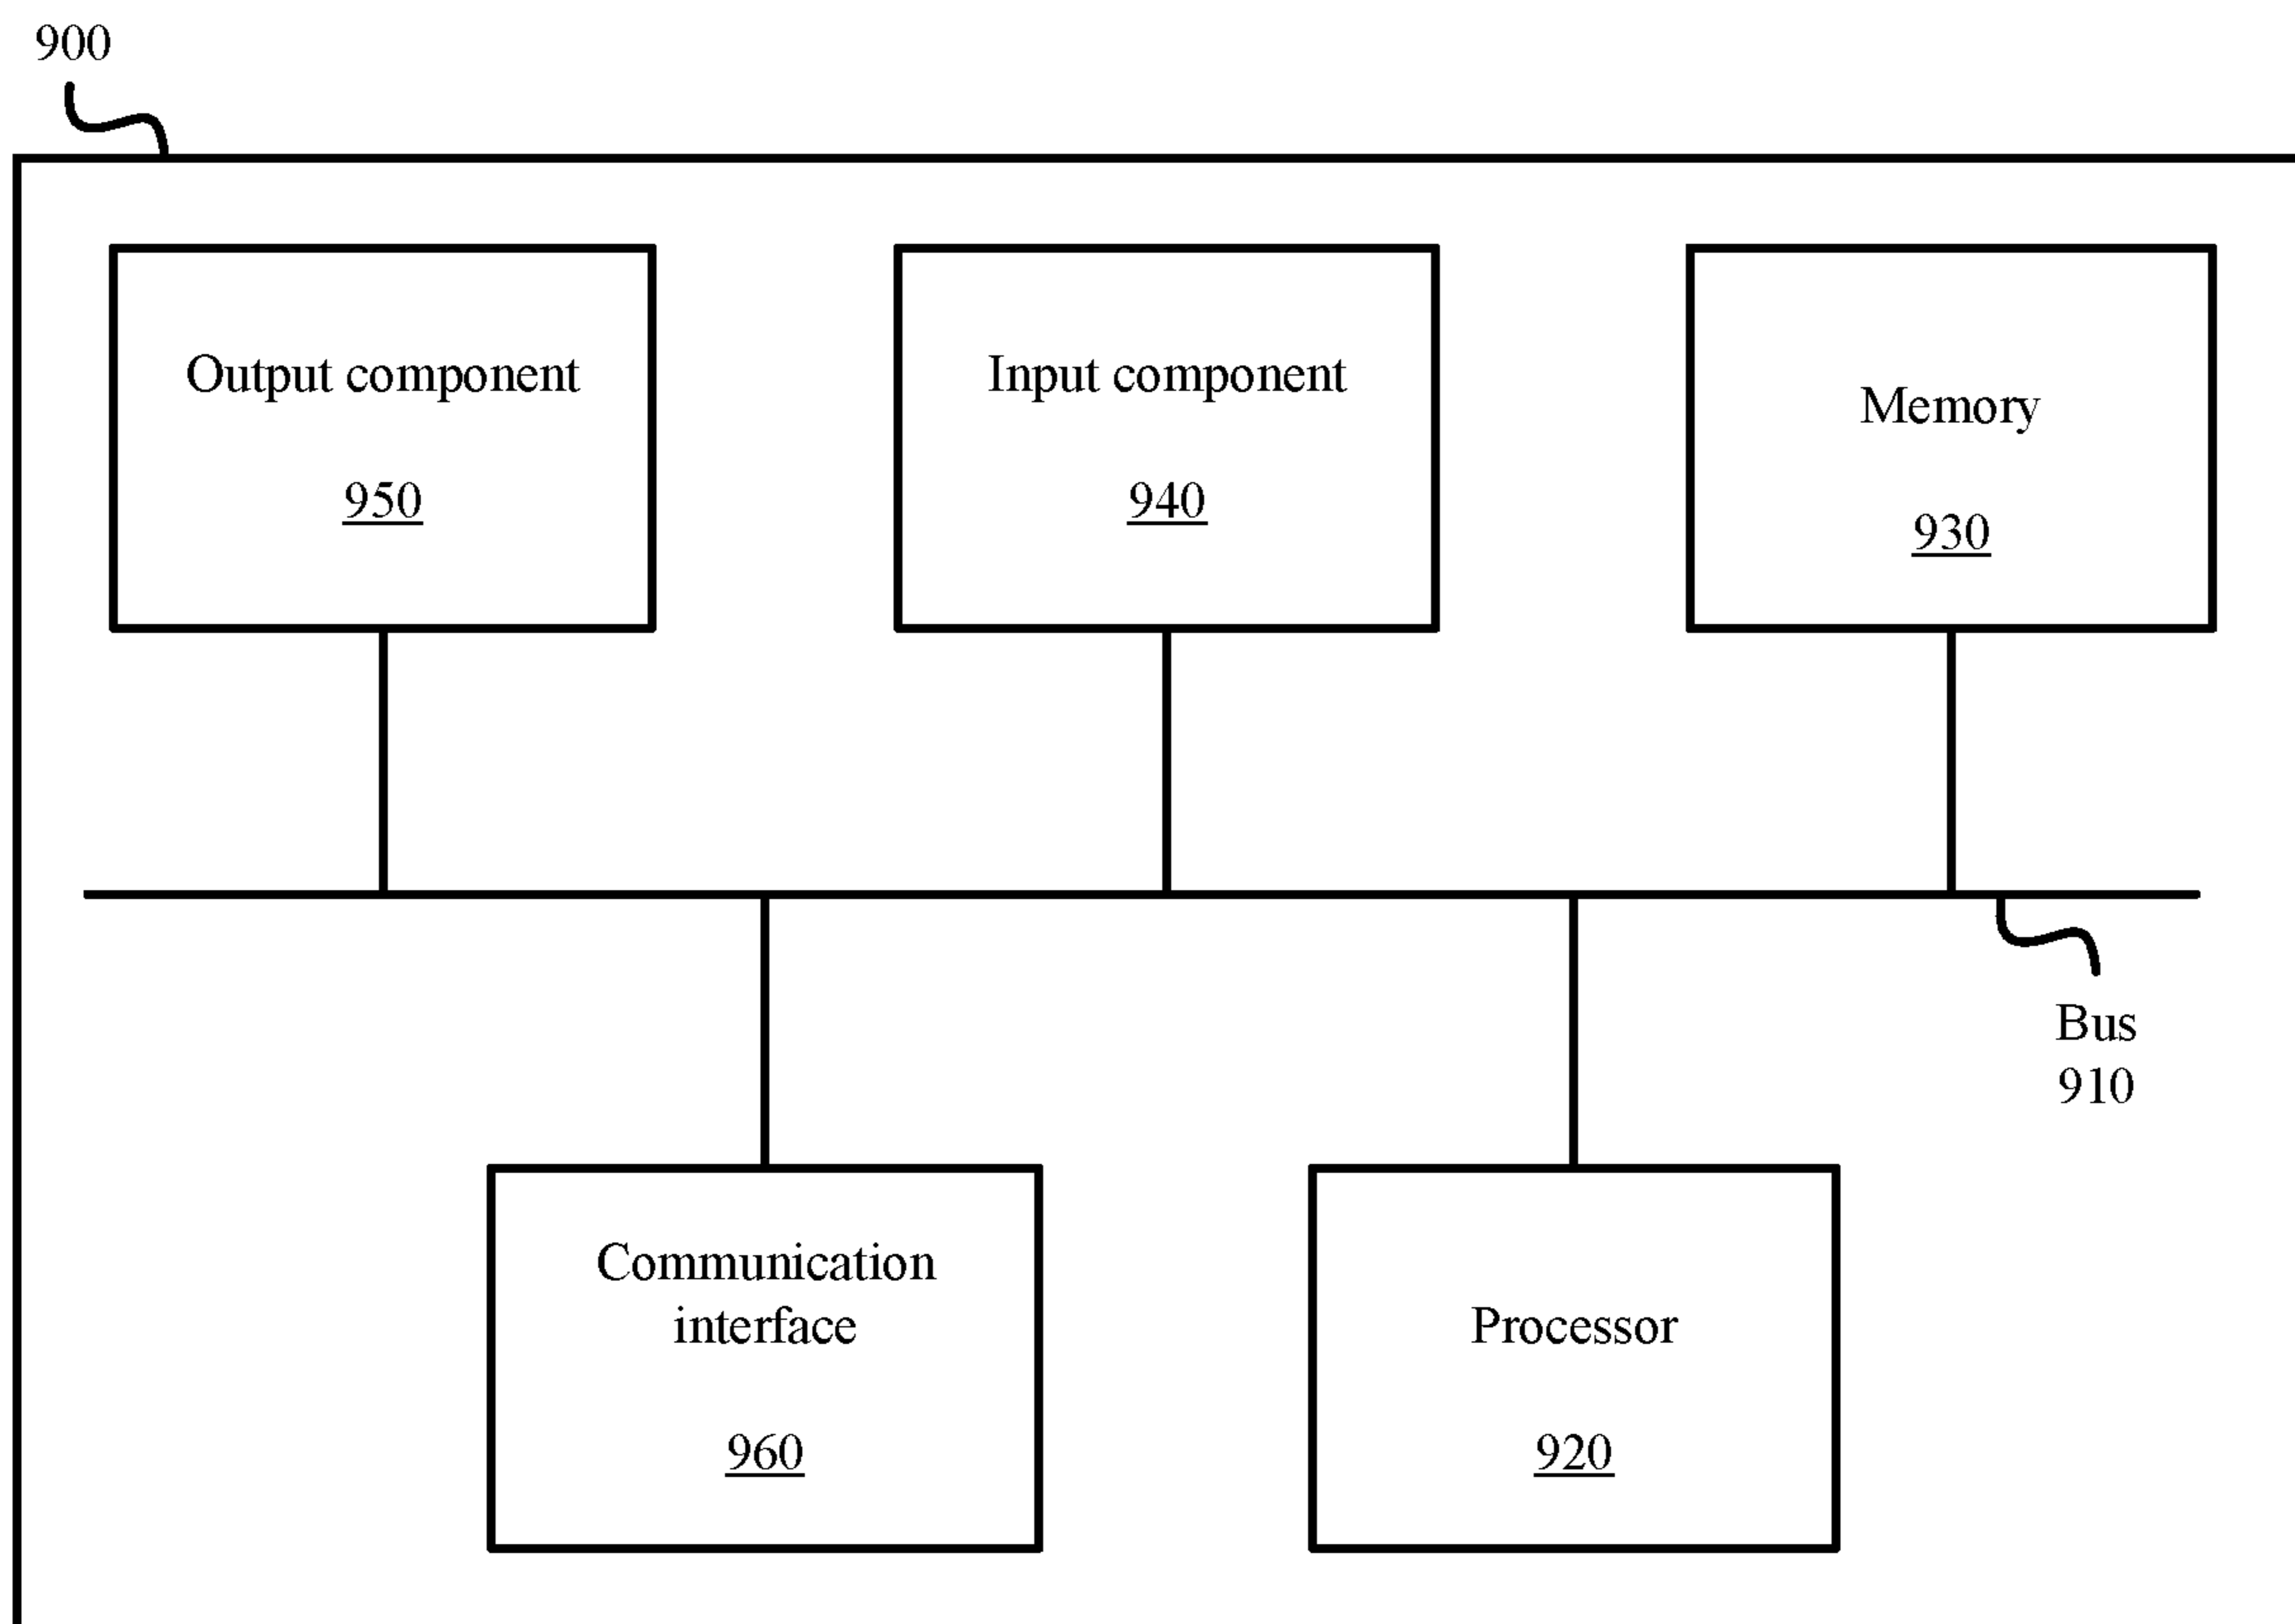 900
Output component
950
Input component
940
Memory
930
Bus
910
Communication
interface
960
Processor
920